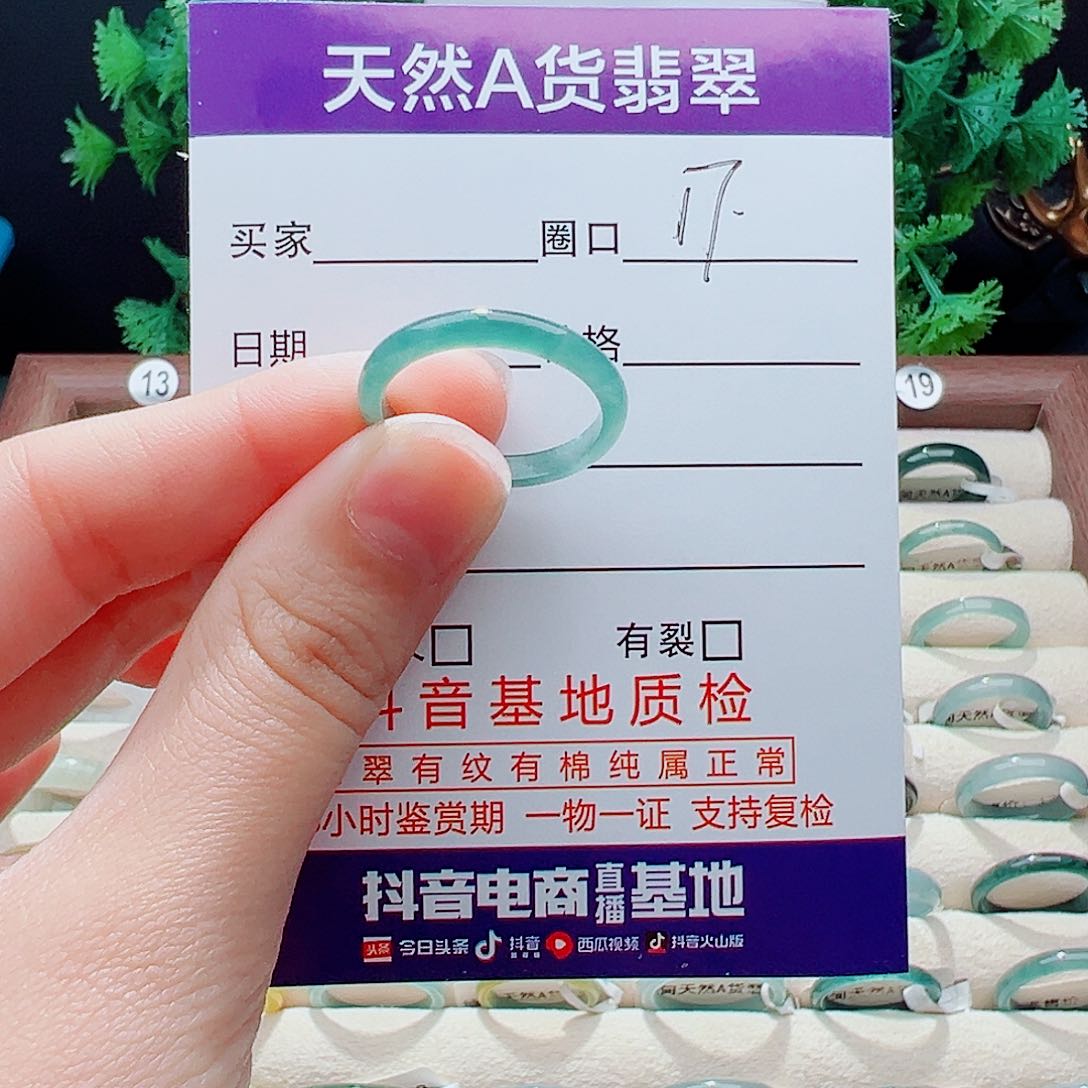 天然A货翡翠
买家 圈口 17.
日期 格
有裂
音基地质检
翠有纹有棉纯属正常
小时鉴赏期 一物一证 支持复检
抖音电商直播基地
头条 今日头条 抖音 西瓜视频 抖音火山版
13
19